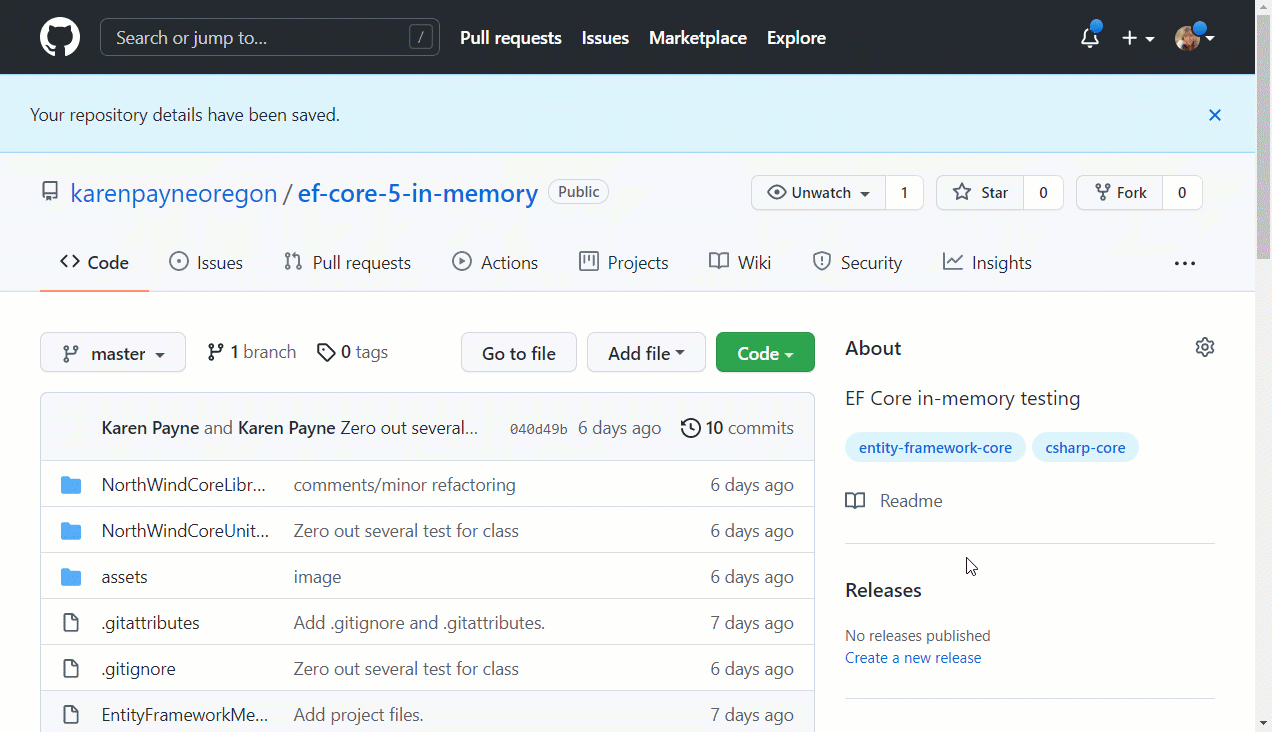 Search or jump to... /
Pull requests Issues Marketplace Explore
Your repository details have been saved.
karenpayneoregon / ef-core-5-in-memory Public
Unwatch 1 Star 0 Fork 0
Code Issues Pull requests Actions Projects Wiki Security Insights
master 1 branch 0 tags Go to file Add file Code
Karen Payne and Karen Payne Zero out several... 040d49b 6 days ago 10 commits
NorthWindCoreLibr... comments/minor refactoring 6 days ago
NorthWindCoreUnit... Zero out several test for class 6 days ago
assets image 6 days ago
.gitattributes Add .gitignore and .gitattributes. 7 days ago
.gitignore Zero out several test for class 6 days ago
EntityFrameworkMe... Add project files. 7 days ago
About
EF Core in-memory testing
entity-framework-core csharp-core
Readme
Releases
No releases published
Create a new release